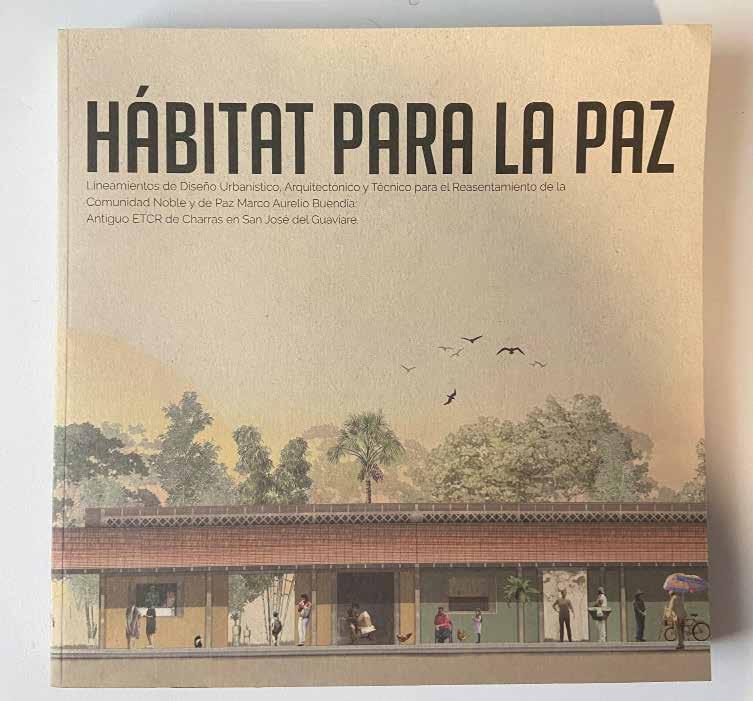 HÁBITAT PARA LA PAZ
Lineamientos de Diseño Urbanístico, Arquitectónico y Técnico para el Reasentamiento de la
Comunidad Noble y de Paz Marco Aurelio Buendía:
Antiguo ETCR de Charras en San José del Guaviare.